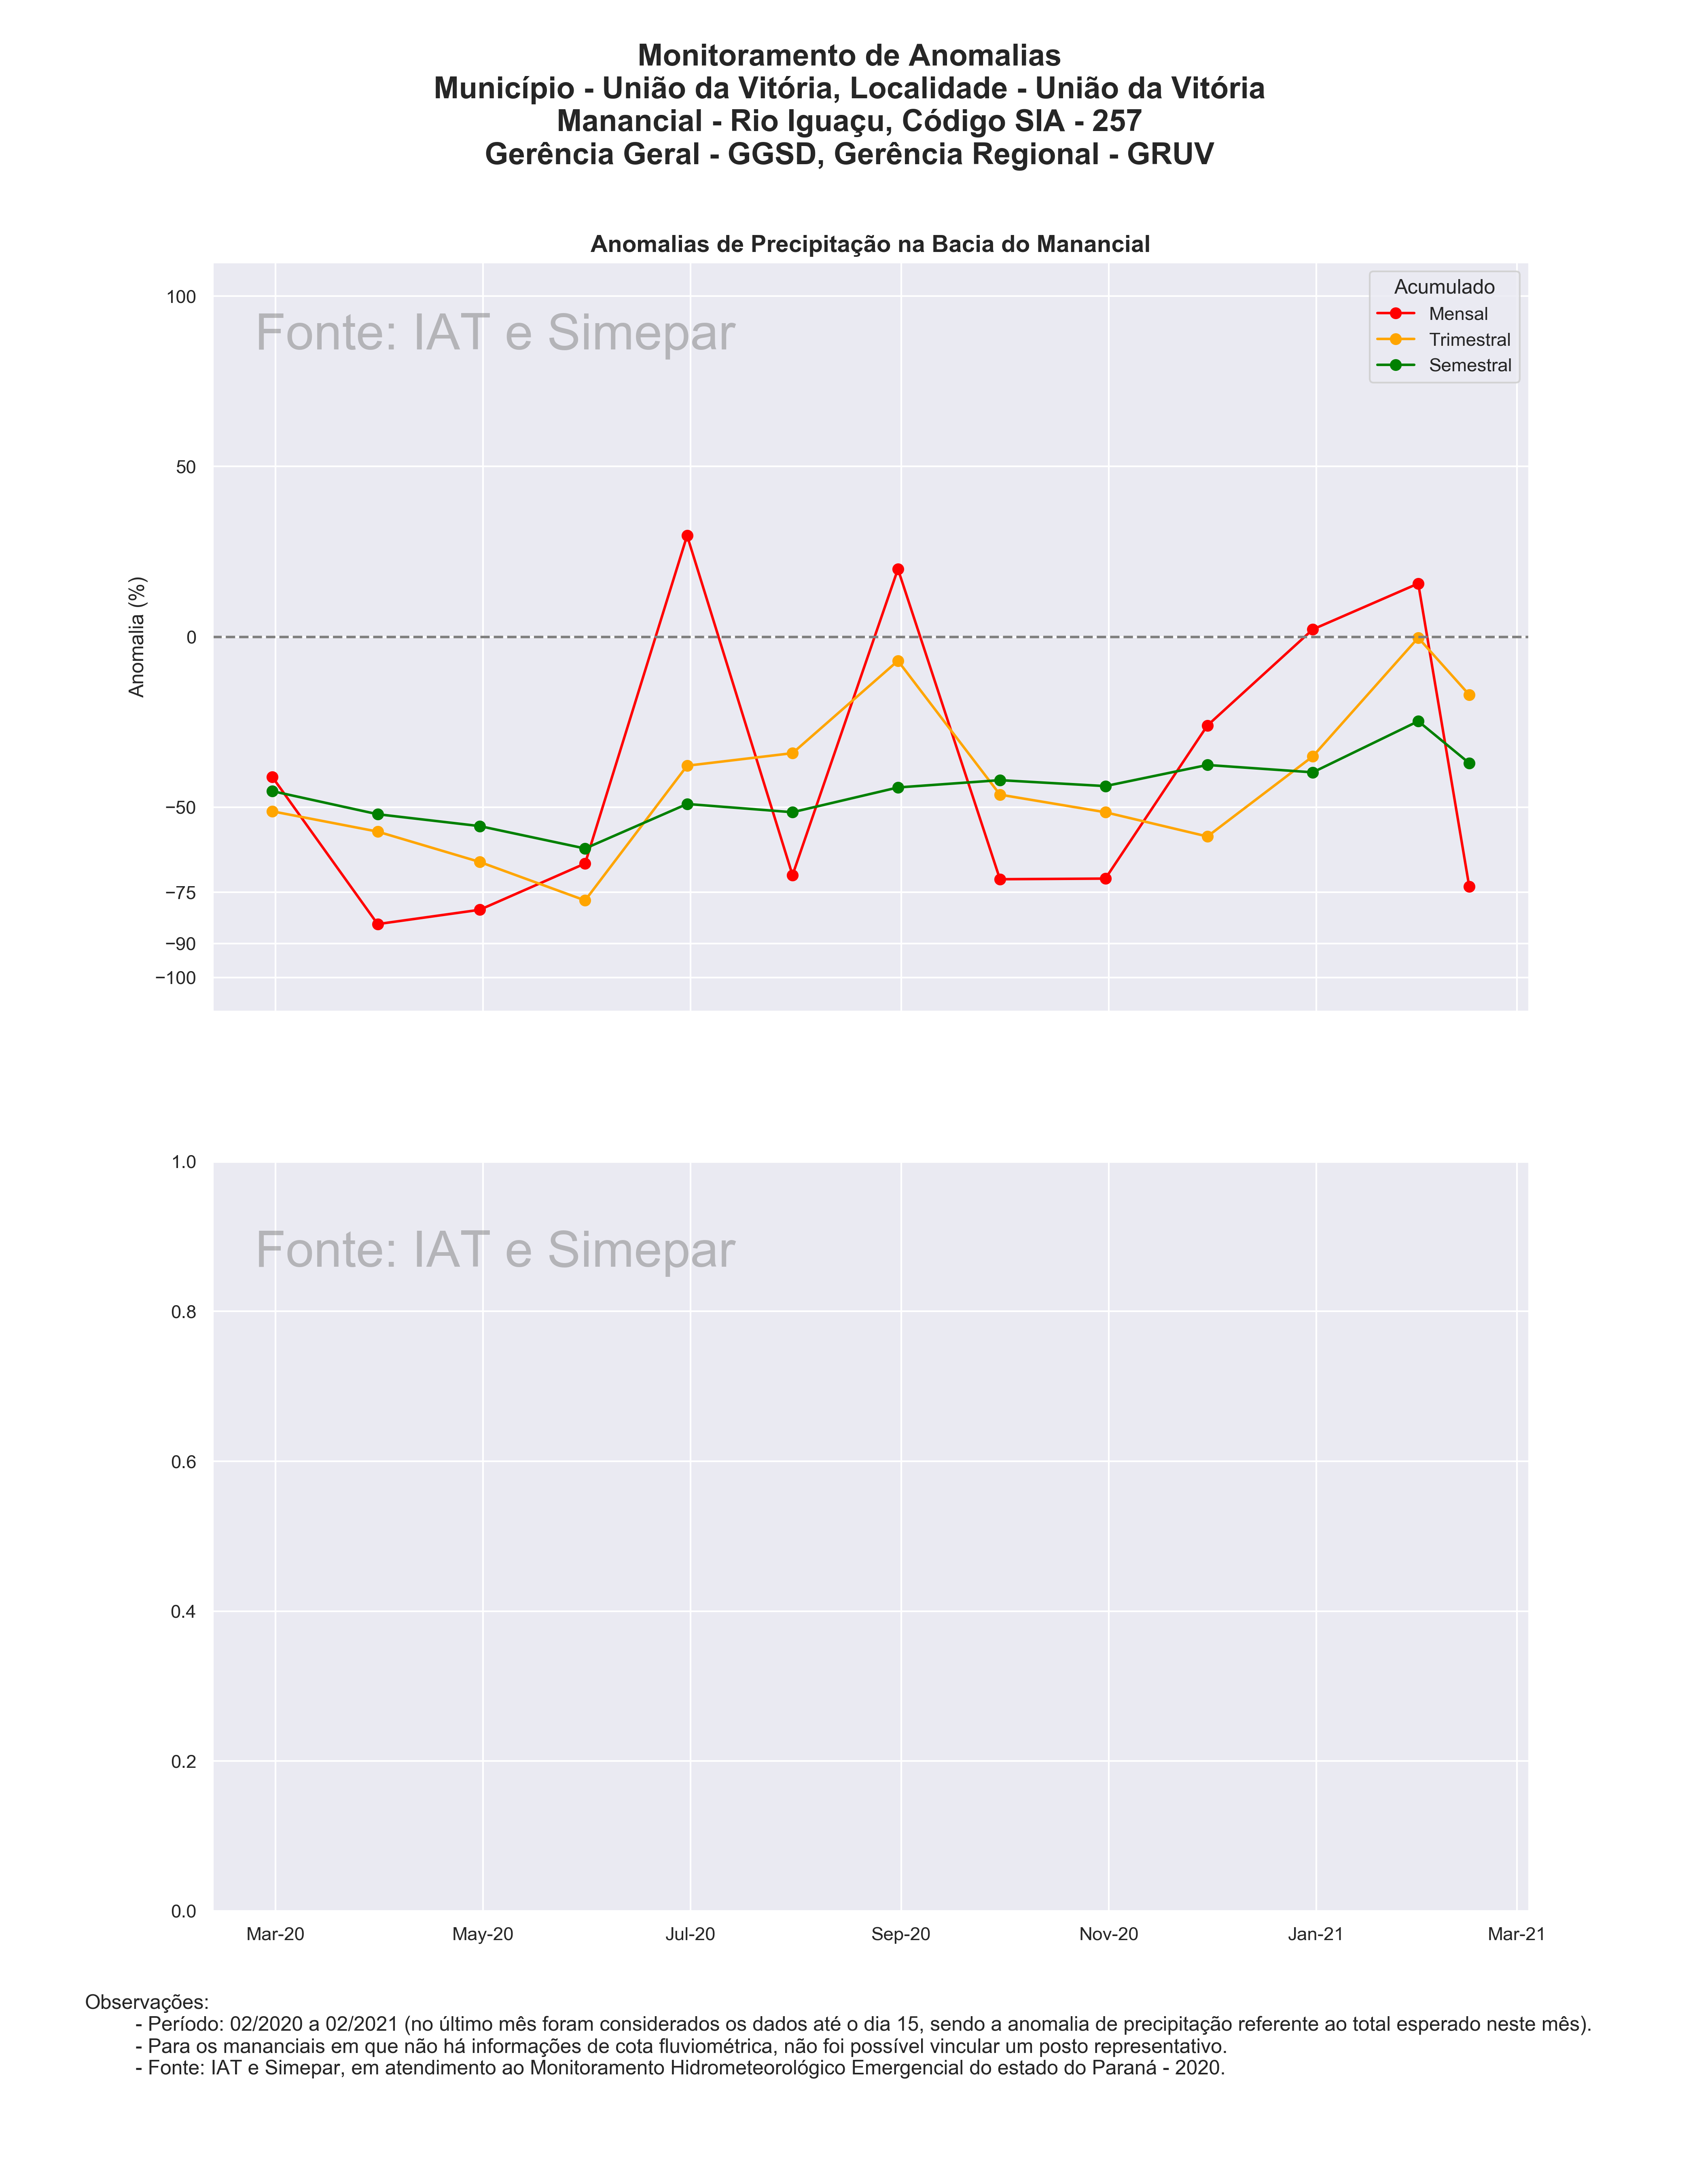 Monitoramento de Anomalias
Município - União da Vitória, Localidade - União da Vitória
Manancial - Rio Iguaçu, Código SIA - 257
Gerência Geral - GGSD, Gerência Regional - GRUV
Anomalias de Precipitação na Bacia do Manancial
Fonte: IAT e Simepar
Acumulado
Mensal
Trimestral
Semestral
Anomalia (%)
100
50
0
−50
−75
−90
−100
Fonte: IAT e Simepar
1.0
0.8
0.6
0.4
0.2
0.0
Mar-20 May-20 Jul-20 Sep-20 Nov-20 Jan-21 Mar-21
Observações:
- Período: 02/2020 a 02/2021 (no último mês foram considerados os dados até o dia 15, sendo a anomalia de precipitação referente ao total esperado neste mês).
- Para os mananciais em que não há informações de cota fluviométrica, não foi possível vincular um posto representativo.
- Fonte: IAT e Simepar, em atendimento ao Monitoramento Hidrometeorológico Emergencial do estado do Paraná - 2020.